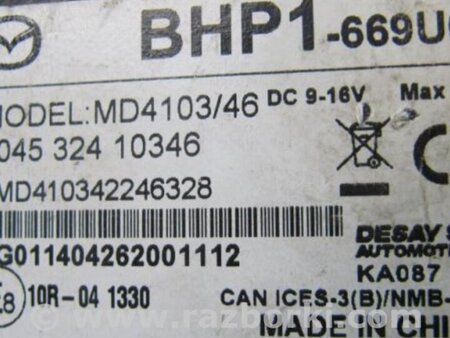 BHP1-669U
MODEL:MD4103/46 DC 9-16V Max
045 324 10346
MD410342246328
G011404262001112
DESAY S
AUTOMOT
KA087
10R-04 1330
CAN ICES-3(B)/NMB-
MADE IN CHI
www.razborki.com